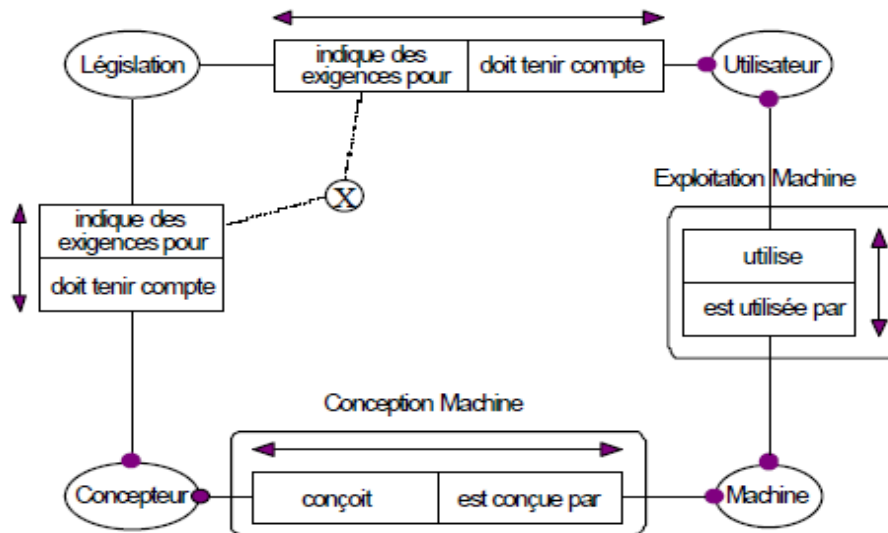 Législation
indique des
exigences pour
doit tenir compte
Utilisateur
X
Exploitation Machine
indique des
exigences pour
doit tenir compte
utilise
est utilisée par
Conception Machine
Concepteur
conçoit
est conçue par
Machine